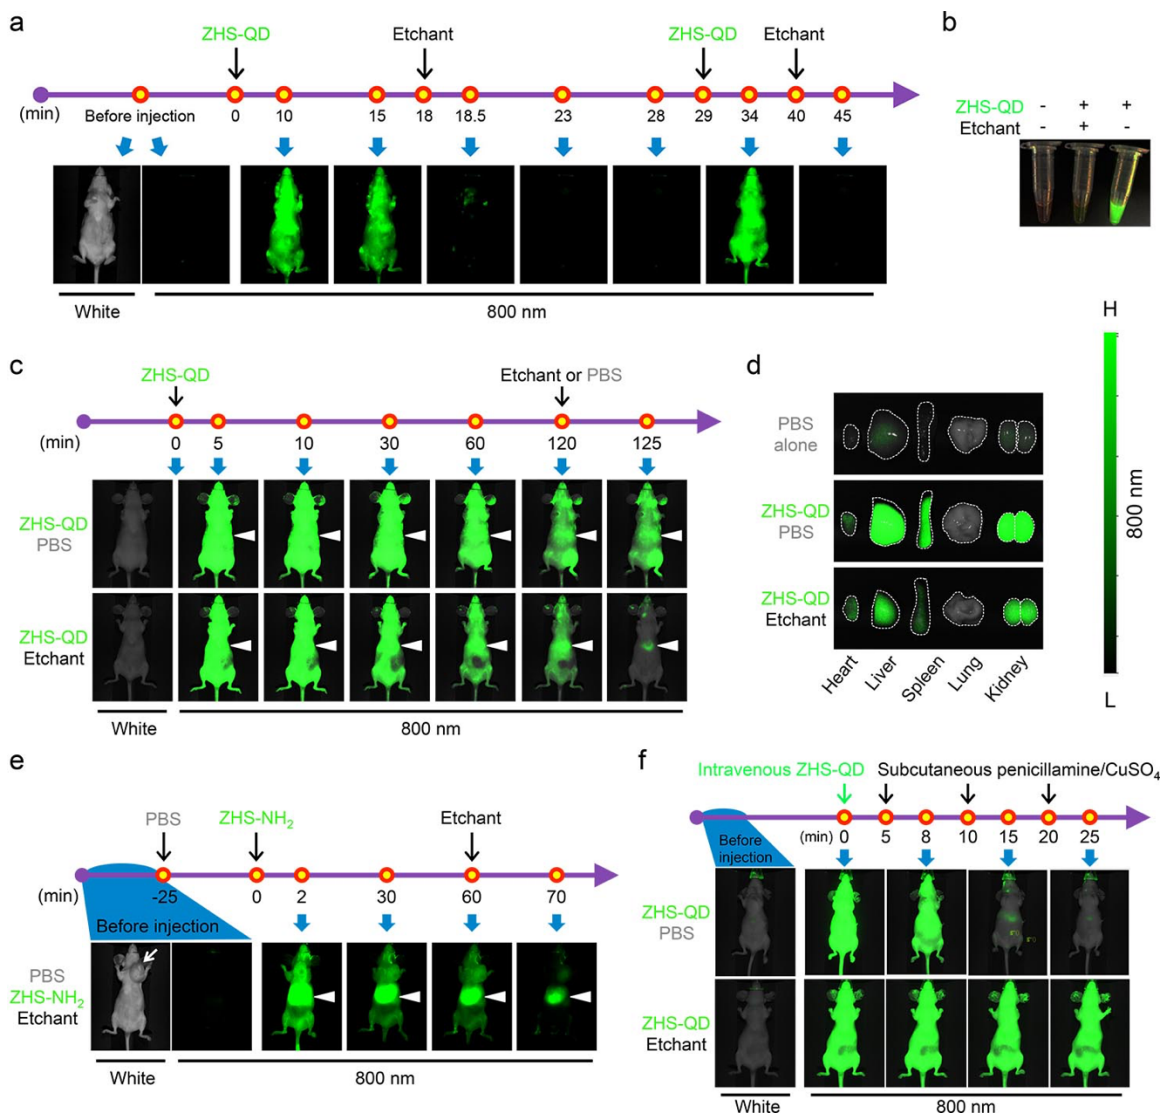 a
ZHS-QD
Etchant
ZHS-QD
Etchant
(min)
Before injection
0
10
15
18
18.5
23
28
29
34
40
45
White
800 nm
b
ZHS-QD - + +
Etchant - + -
c
ZHS-QD
Etchant or PBS
(min)
0
5
10
30
60
120
125
ZHS-QD
PBS
ZHS-QD
Etchant
White
800 nm
d
PBS
alone
ZHS-QD
PBS
ZHS-QD
Etchant
Heart
Liver
Spleen
Lung
Kidney
H
800 nm
L
e
PBS
ZHS-NH₂
Etchant
(min)
-25
0
2
30
60
70
Before injection
PBS
ZHS-NH₂
Etchant
White
800 nm
f
Intravenous ZHS-QD
Subcutaneous penicillamine/CuSO₄
Before
injection
(min)
0
5
8
10
15
20
25
ZHS-QD
PBS
ZHS-QD
Etchant
White
800 nm